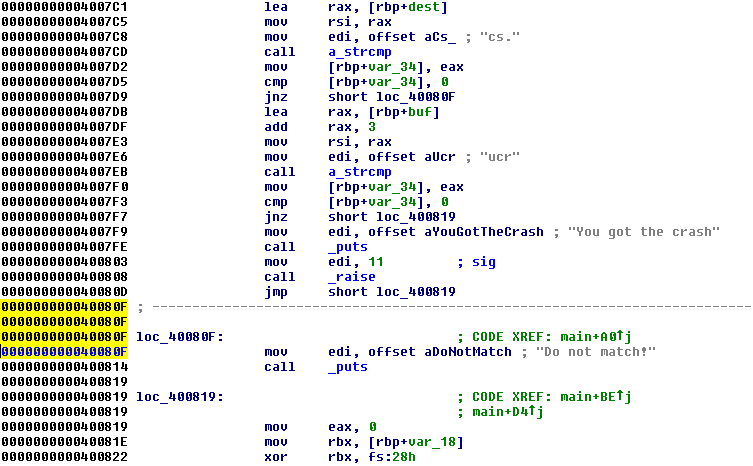 00000000004007C1 lea rax, [rbp+dest]
00000000004007C5 mov rsi, rax
00000000004007C8 mov edi, offset aCs_ ; "cs."
00000000004007CD call a_strcmp
00000000004007D2 mov [rbp+var_34], eax
00000000004007D5 cmp [rbp+var_34], 0
00000000004007D9 jnz short loc_40080F
00000000004007DB lea rax, [rbp+buf]
00000000004007DF add rax, 3
00000000004007E3 mov rsi, rax
00000000004007E6 mov edi, offset aUcr ; "ucr"
00000000004007EB call a_strcmp
00000000004007F0 mov [rbp+var_34], eax
00000000004007F3 cmp [rbp+var_34], 0
00000000004007F7 jnz short loc_400819
00000000004007F9 mov edi, offset aYouGotTheCrash ; "You got the crash"
00000000004007FE call _puts
0000000000400803 mov edi, 11 ; sig
0000000000400808 call _raise
000000000040080D jmp short loc_400819
000000000040080F ; ---------------------------------------------------------------------------
000000000040080F
000000000040080F loc_40080F: ; CODE XREF: main+A0↑j
000000000040080F mov edi, offset aDoNotMatch ; "Do not match!"
0000000000400814 call _puts
0000000000400819
0000000000400819 loc_400819: ; CODE XREF: main+BE↑j
0000000000400819 ; main+D4↑j
0000000000400819 mov eax, 0
000000000040081E mov rbx, [rbp+var_18]
0000000000400822 xor rbx, fs:28h